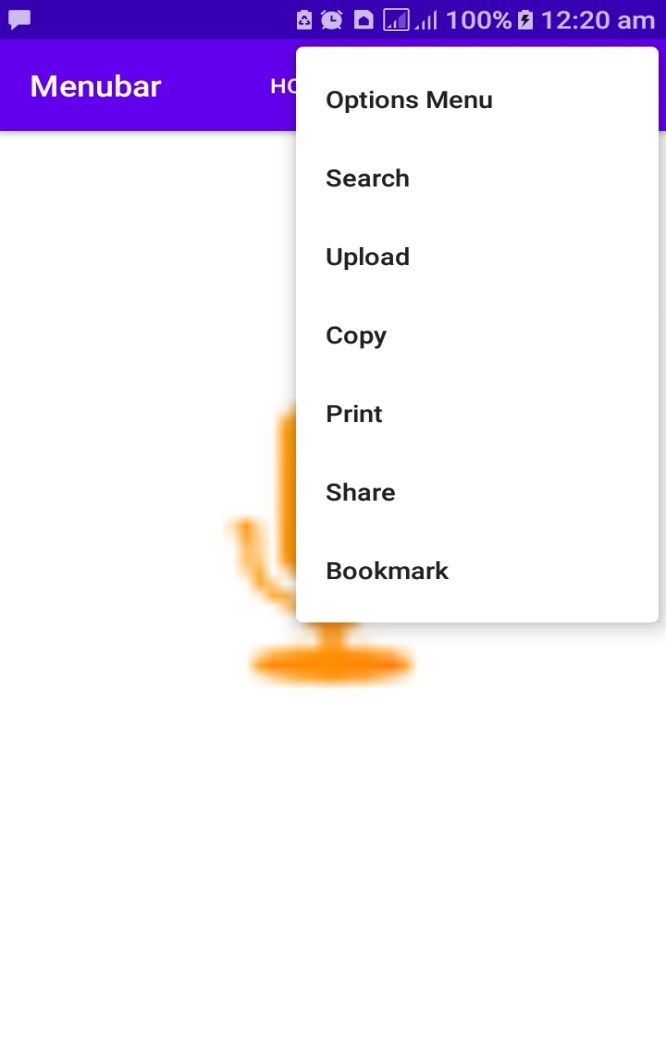 100% 12:20 am
Menubar
Options Menu
Search
Upload
Copy
Print
Share
Bookmark